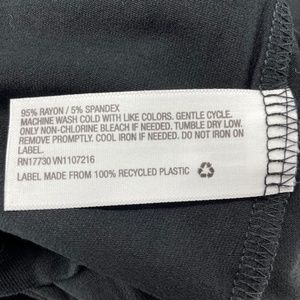 95% RAYON / 5% SPANDEX
MACHINE WASH COLD WITH LIKE COLORS. GENTLE CYCLE.
ONLY NON-CHLORINE BLEACH IF NEEDED. TUMBLE DRY LOW.
REMOVE PROMPTLY. COOL IRON IF NEEDED. DO NOT IRON ON
LABEL.
RN17730 VN1107216
LABEL MADE FROM 100% RECYCLED PLASTIC